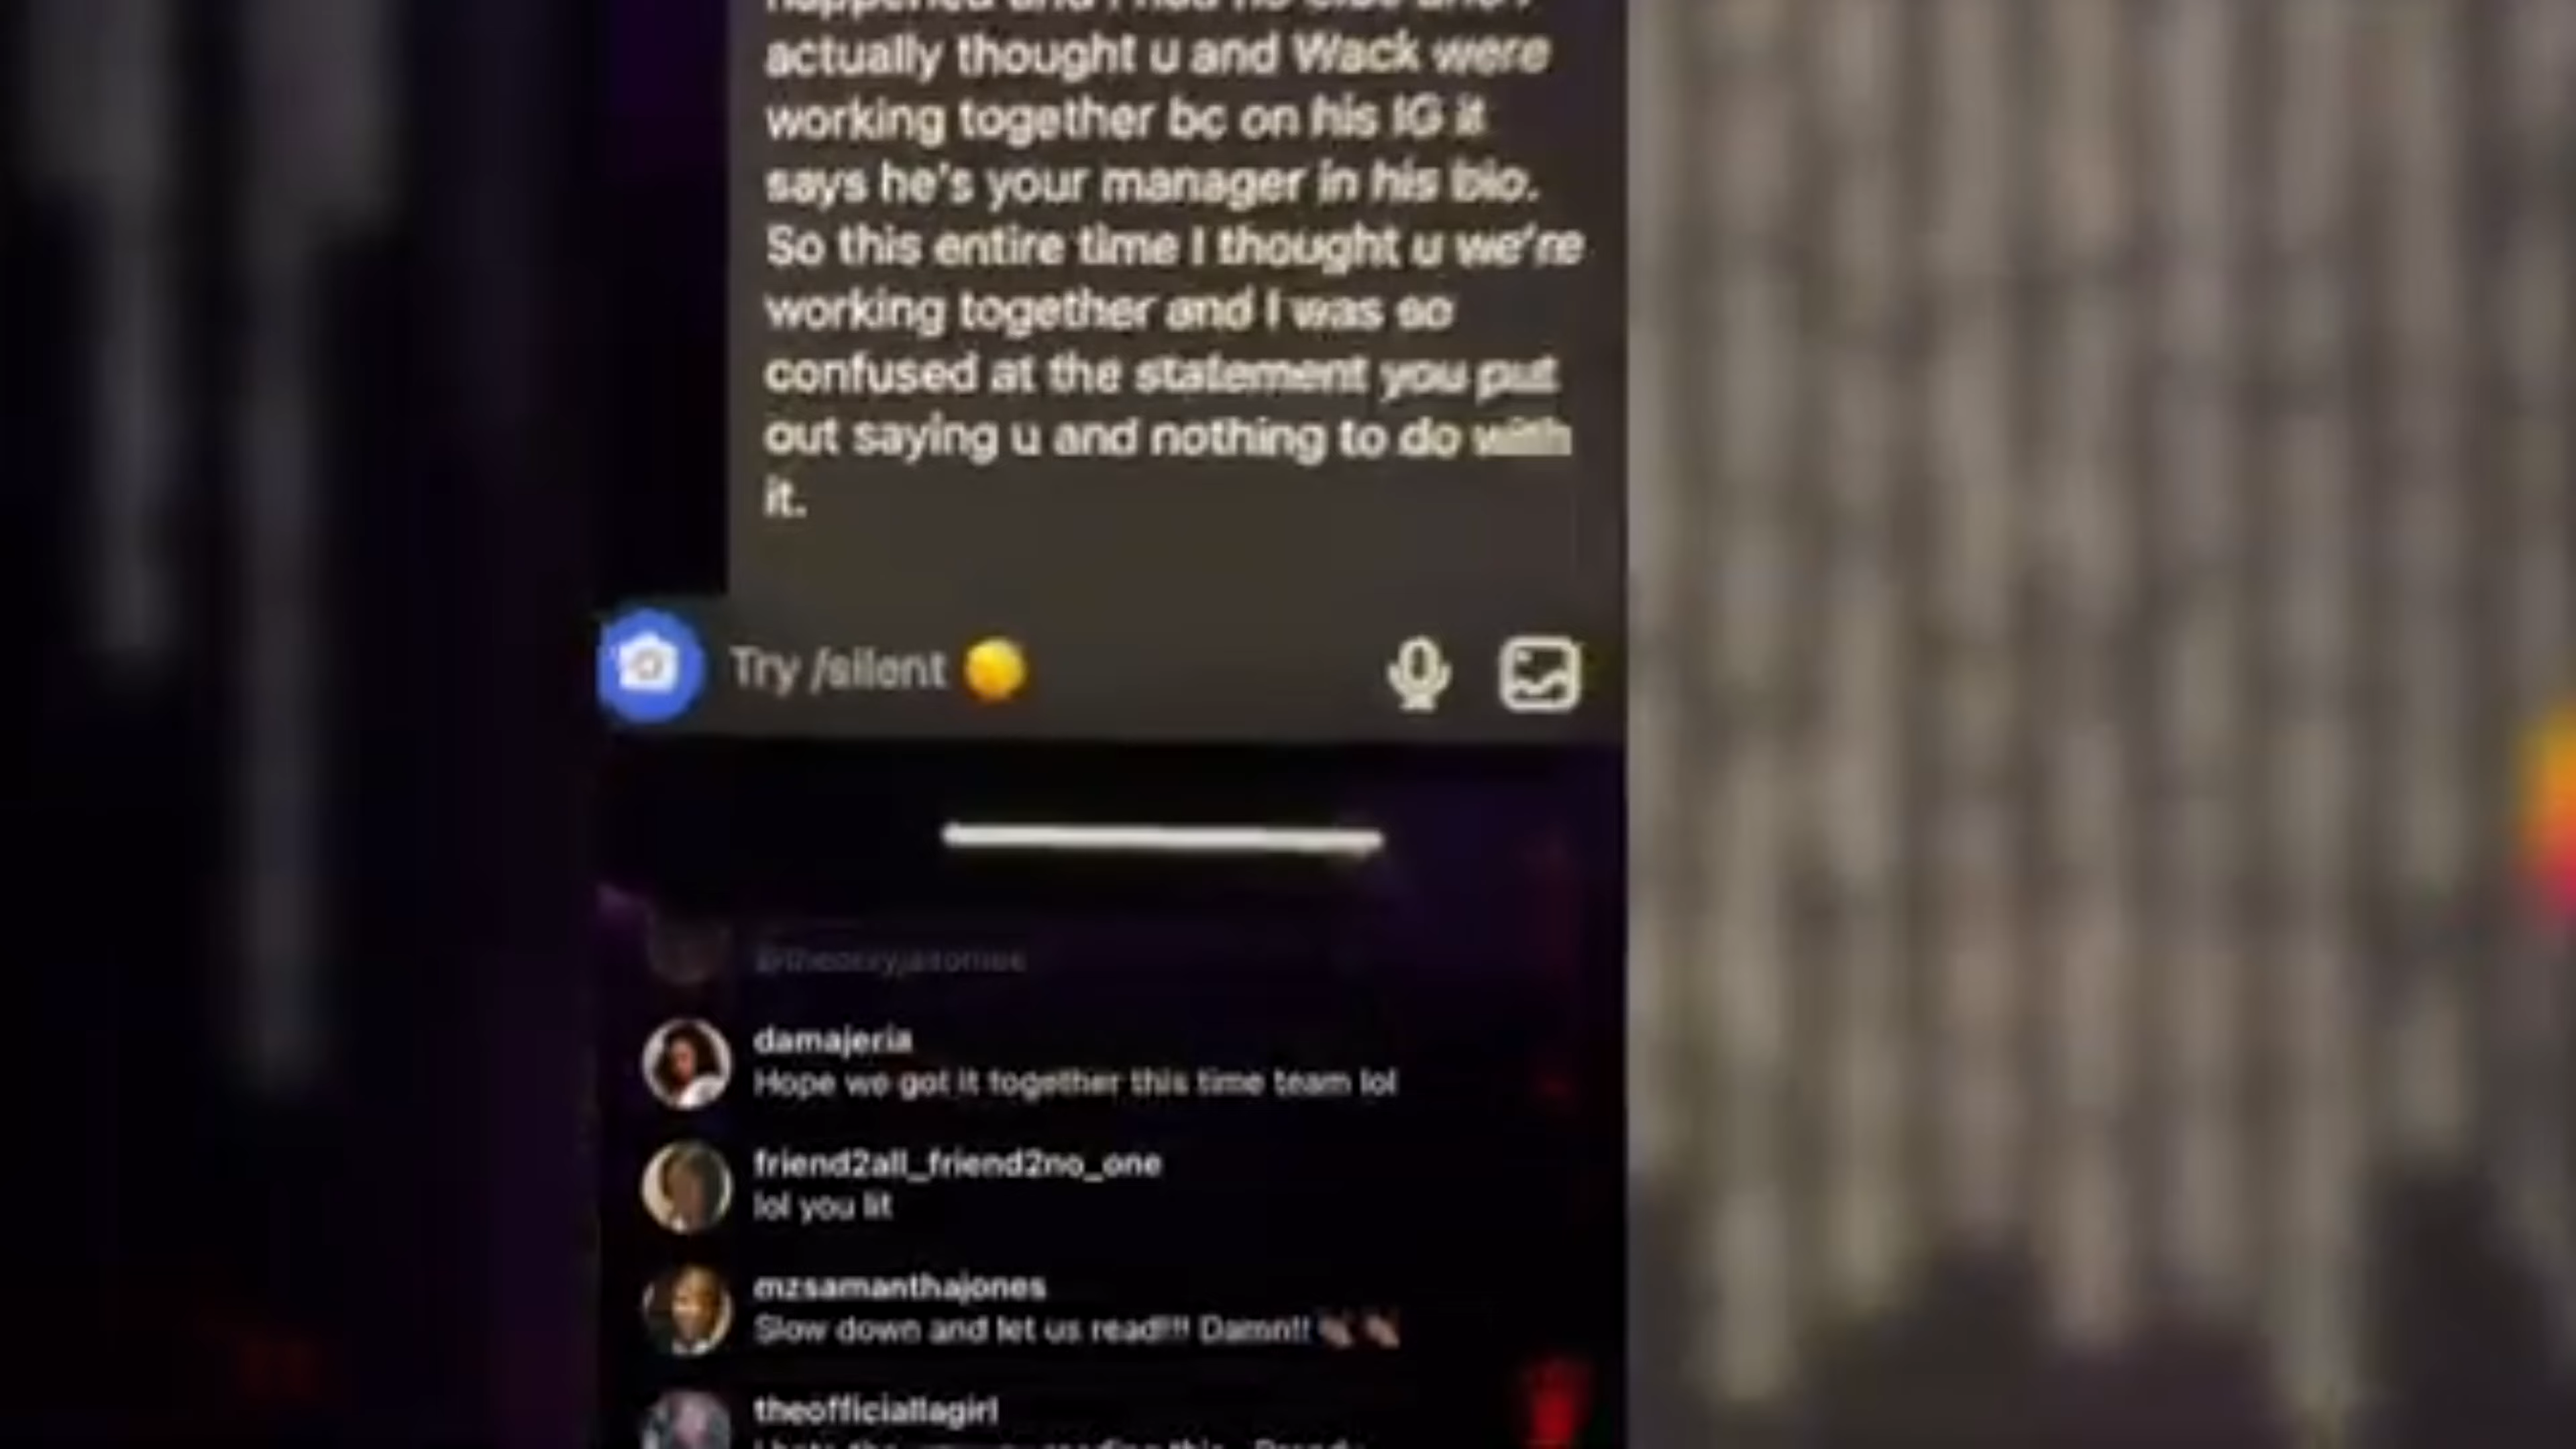 actually thought u and Wack were
working together bc on his IG it
says he's your manager in his bio.
So this entire time I thought u we're
working together and I was so
confused at the statement you put
out saying u and nothing to do with
it.
Try /silent
damajeria
Hope we got it together this time team lol
friend2all_friend2no_one
lol you lit
mzsamanthajones
Slow down and let us read!!! Damn!!
theofficiallagirl